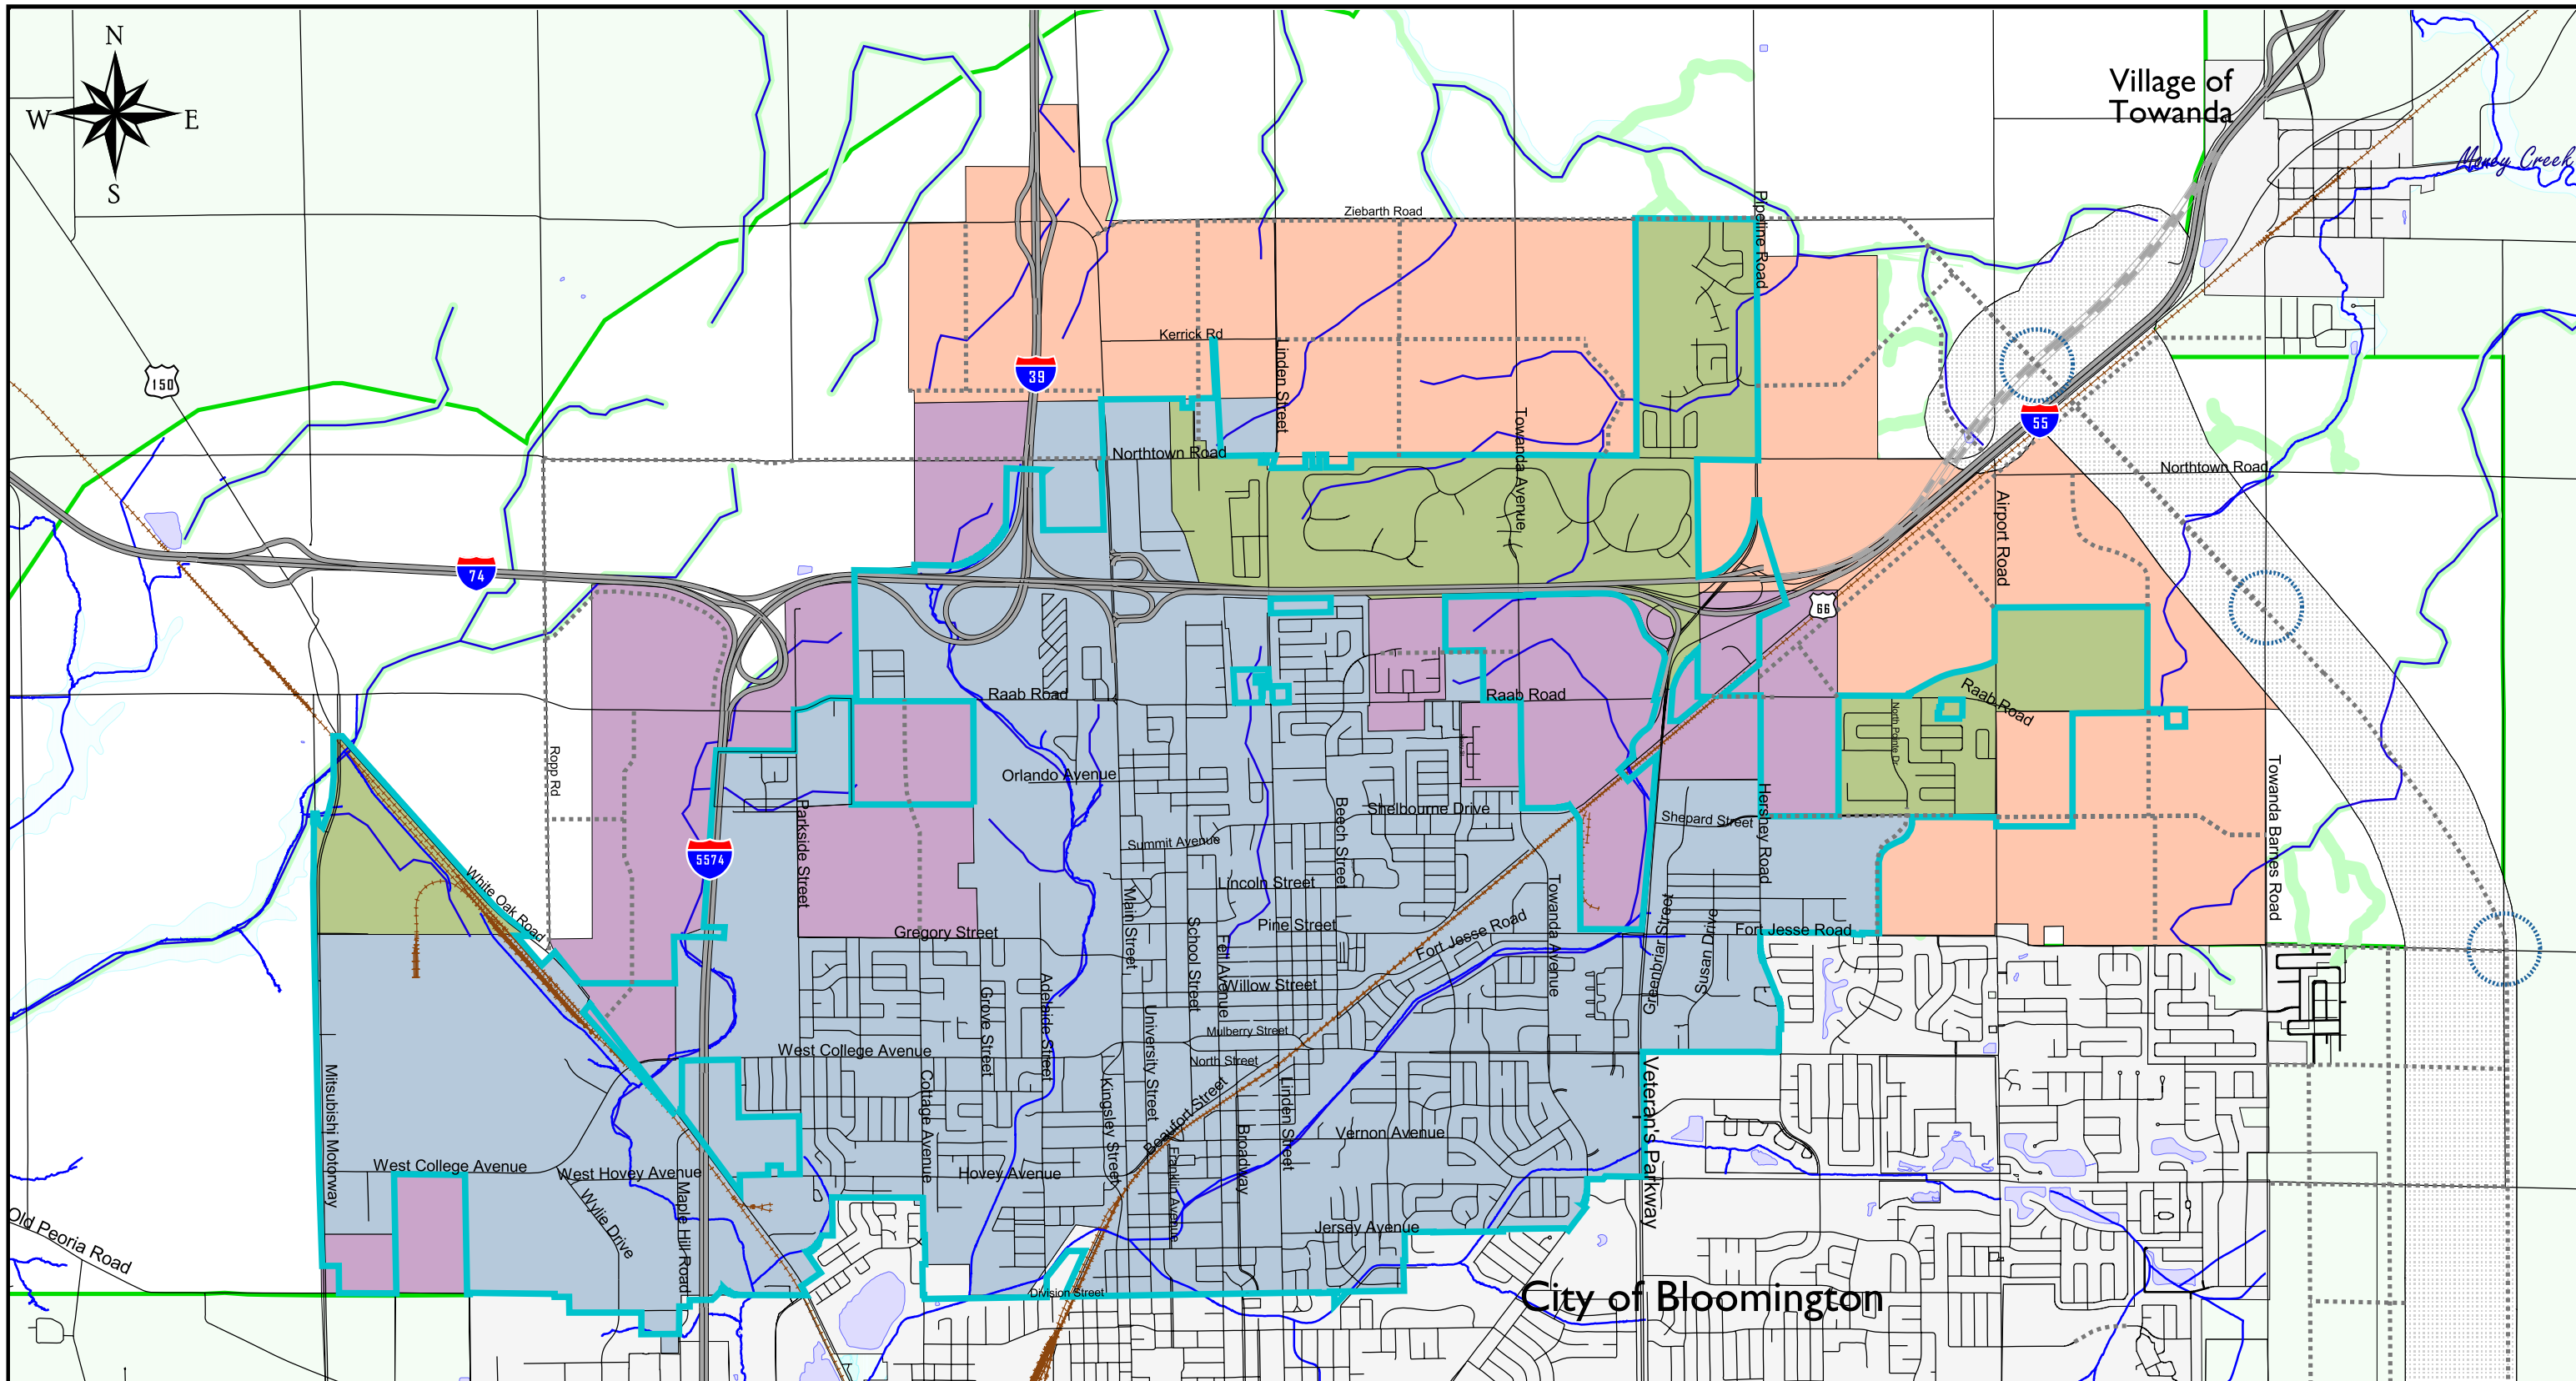 N
W
E
S
Village of
Towanda
Money Creek
Ziebarth Road
Pipeline Road
Kerrick Rd
Linden Street
39
150
55
Towanda Avenue
Northtown Road
Northtown Road
Airport Road
74
66
Raab Road
Raab Road
Raab Road
North Pointe Dr
Ropp Rd
Orlando Avenue
Parkside Street
Beech Street
Shelbourne Drive
Shepard Street
Hershey Road
Towanda Barnes Road
5574
Summit Avenue
White Oak Road
Lincoln Street
Main Street
School Street
Fell Avenue
Pine Street
Gregory Street
Fort Jesse Road
Towanda Avenue
Greenbriar Street
Susan Drive
Fort Jesse Road
Grove Street
Adelaide Street
University Street
Willow Street
Mulberry Street
North Street
West College Avenue
Mitsubishi Motorway
Cottage Avenue
Kingsley Street
Beaufort Street
Franklin Avenue
Broadway
Linden Street
Vernon Avenue
Veteran's Parkway
West College Avenue
West Hovey Avenue
Hovey Avenue
Wylie Drive
Maple Hill Road
Old Peoria Road
Jersey Avenue
Division Street
City of Bloomington